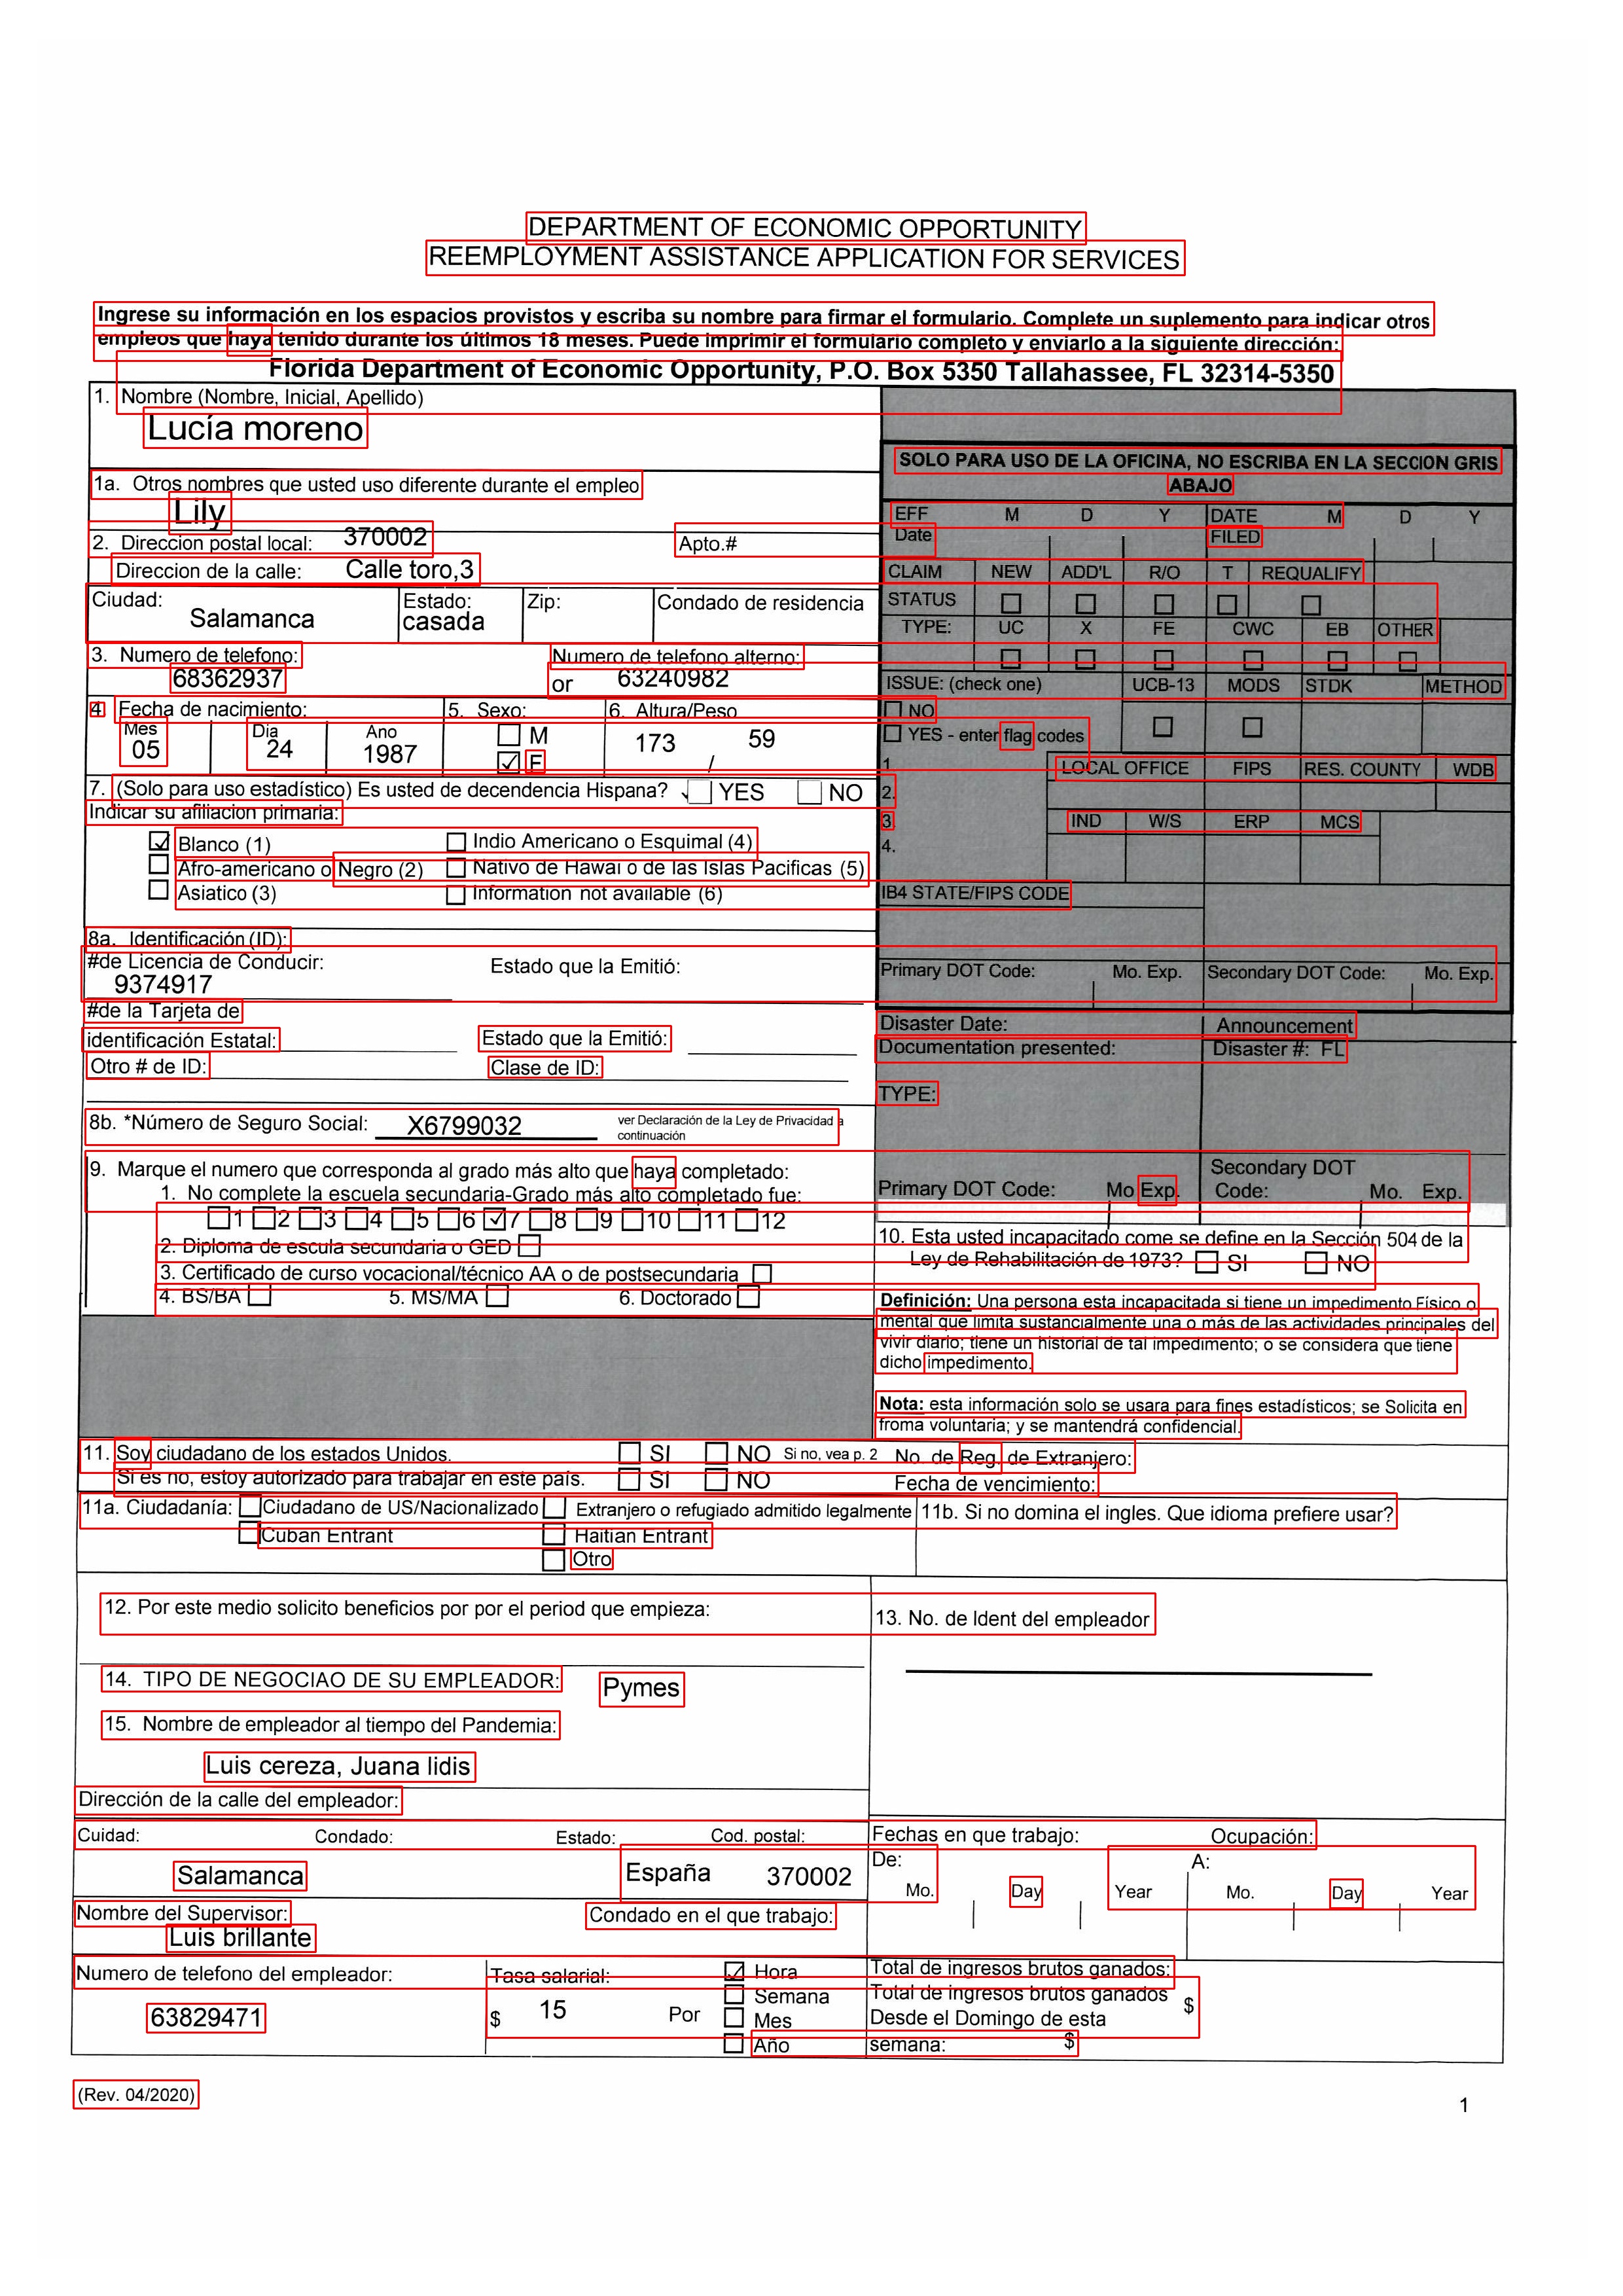 DEPARTMENT OF ECONOMIC OPPORTUNITY
REEMPLOYMENT ASSISTANCE APPLICATION FOR SERVICES
Ingrese su información en los espacios provistos y escriba su nombre para firmar el formulario. Complete un suplemento para indicar otros
empleos que haya tenido durante los últimos 18 meses. Puede imprimir el formulario completo y enviarlo a la siguiente dirección:
Florida Department of Economic Opportunity, P.O. Box 5350 Tallahassee, FL 32314-5350
1. Nombre (Nombre, Inicial, Apellido)
Lucía moreno
SOLO PARA USO DE LA OFICINA, NO ESCRIBA EN LA SECCION GRIS
ABAJO
1a. Otros nombres que usted uso diferente durante el empleo
Lily
EFF M D Y DATE M D Y
Date FILED
2. Direccion postal local: 370002 Apto.#
Direccion de la calle: Calle toro,3
CLAIM NEW ADD'L R/O T REQUALIFY
STATUS
Ciudad: Estado: Zip: Condado de residencia
Salamanca casada
TYPE: UC X FE CWC EB OTHER
3. Numero de telefono: Numero de telefono alterno:
68362937 or 63240982
ISSUE: (check one) UCB-13 MODS STDK METHOD
4 Fecha de nacimiento: 5. Sexo: 6. Altura/Peso
NO
Mes Dia Ano M
05 24 1987 F 173 / 59
YES - enter flag codes
1. LOCAL OFFICE FIPS RES. COUNTY WDB
7. (Solo para uso estadístico) Es usted de decendencia Hispana? YES NO
2.
Indicar su afiliacion primaria:
3. IND W/S ERP MCS
Blanco (1) Indio Americano o Esquimal (4)
4.
Afro-americano o Negro (2) Nativo de Hawai o de las Islas Pacificas (5)
Asiatico (3) Information not available (6)
IB4 STATE/FIPS CODE
8a. Identificación (ID):
#de Licencia de Conducir: Estado que la Emitió:
9374917
Primary DOT Code: Mo. Exp. Secondary DOT Code: Mo. Exp.
#de la Tarjeta de
identificación Estatal: Estado que la Emitió:
Disaster Date: Announcement
Documentation presented: Disaster #: FL
Otro # de ID: Clase de ID:
TYPE:
8b. *Número de Seguro Social: X6799032 ver Declaración de la Ley de Privacidad a
continuación
9. Marque el numero que corresponda al grado más alto que haya completado:
1. No complete la escuela secundaria-Grado más alto completado fue:
Secondary DOT
Primary DOT Code: Mo Exp. Code: Mo. Exp.
1 2 3 4 5 6 7 8 9 10 11 12
2. Diploma de escula secundaria o GED
3. Certificado de curso vocacional/técnico AA o de postsecundaria
4. BS/BA 5. MS/MA 6. Doctorado
10. Esta usted incapacitado come se define en la Sección 504 de la
Ley de Rehabilitación de 1973? SI NO
Definición: Una persona esta incapacitada si tiene un impedimento Físico o
mental que limita sustancialmente una o más de las actividades principales del
vivir diario; tiene un historial de tal impedimento; o se considera que tiene
dicho impedimento.
Nota: esta información solo se usara para fines estadísticos; se Solicita en
froma voluntaria; y se mantendrá confidencial.
11. Soy ciudadano de los estados Unidos. SI NO Si no, vea p. 2 No. de Reg. de Extranjero:
Si es no, estoy autorizado para trabajar en este país. SI NO Fecha de vencimiento:
11a. Ciudadanía: Ciudadano de US/Nacionalizado Extranjero o refugiado admitido legalmente 11b. Si no domina el ingles. Que idioma prefiere usar?
Cuban Entrant Haitian Entrant
Otro
12. Por este medio solicito beneficios por por el period que empieza: 13. No. de Ident del empleador
14. TIPO DE NEGOCIAO DE SU EMPLEADOR: Pymes
15. Nombre de empleador al tiempo del Pandemia:
Luis cereza, Juana lidis
Dirección de la calle del empleador:
Cuidad: Condado: Estado: Cod. postal: Fechas en que trabajo: Ocupación:
Salamanca España 370002 De: A:
Mo. Day Year Mo. Day Year
Nombre del Supervisor: Condado en el que trabajo:
Luis brillante
Numero de telefono del empleador: Tasa salarial: Hora Total de ingresos brutos ganados:
Semana Total de ingresos brutos ganados $
63829471 $ 15 Por Mes Desde el Domingo de esta
Año semana: $
(Rev. 04/2020)
1